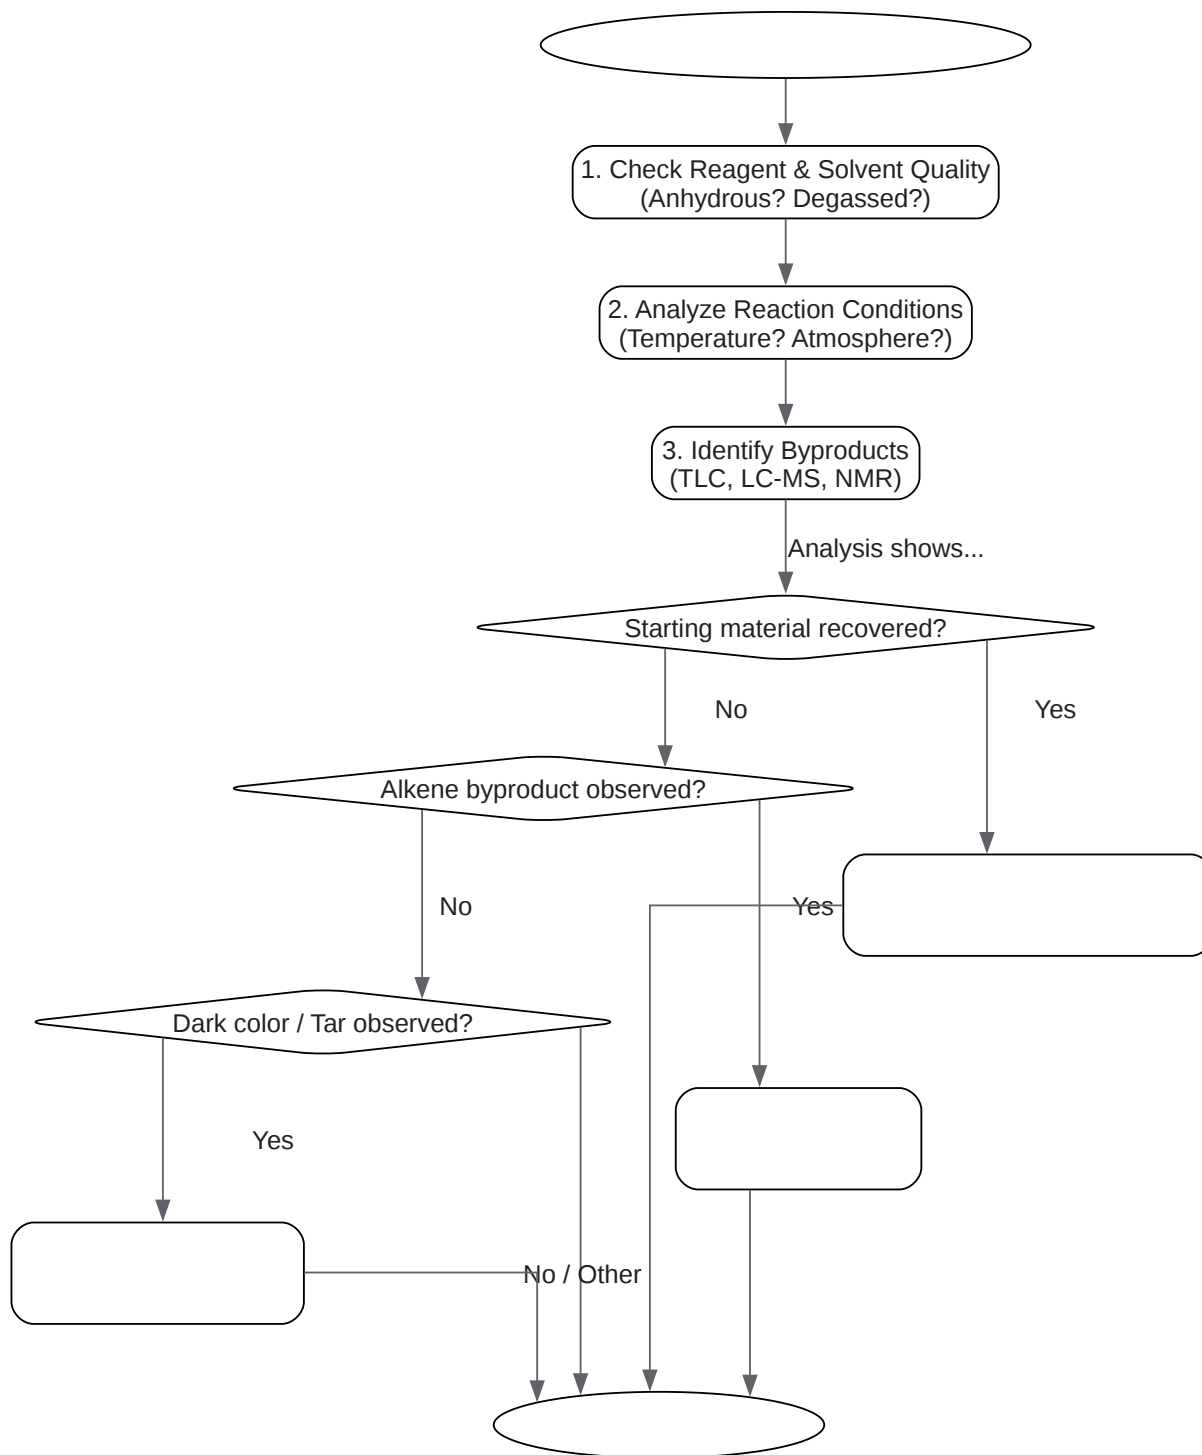 1. Check Reagent & Solvent Quality
(Anhydrous? Degassed?)
2. Analyze Reaction Conditions
(Temperature? Atmosphere?)
3. Identify Byproducts
(TLC, LC-MS, NMR)
Analysis shows...
Starting material recovered?
No
Yes
Alkene byproduct observed?
No
Yes
Dark color / Tar observed?
Yes
No / Other